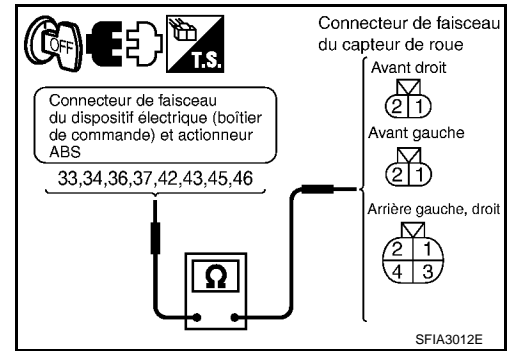 OFF
T.S.
Connecteur de faisceau
du dispositif électrique (boîtier
de commande) et actionneur
ABS
33,34,36,37,42,43,45,46
Ω
Connecteur de faisceau
du capteur de roue
Avant droit
2 1
Avant gauche
2 1
Arrière gauche, droit
2 1
4 3
SFIA3012E